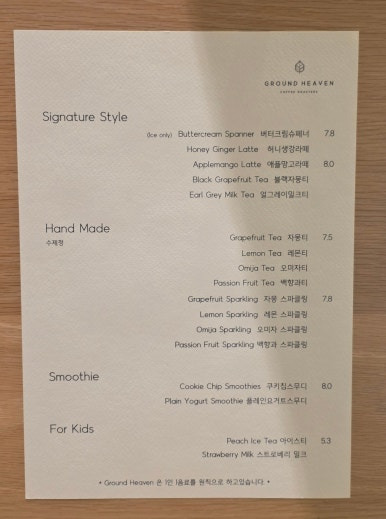 GROUND HEAVEN
COFFEE ROASTERS
Signature Style
(Ice only) Buttercream Spanner 버터크림슈페너 7.8
Honey Ginger Latte 허니생강라떼
Applemango Latte 애플망고라떼 8.0
Black Grapefruit Tea 블랙자몽티
Earl Grey Milk Tea 얼그레이밀크티
Hand Made
수제청
Grapefruit Tea 자몽티 7.5
Lemon Tea 레몬티
Omija Tea 오미자티
Passion Fruit Tea 백향과티
Grapefruit Sparkling 자몽 스파클링 7.8
Lemon Sparkling 레몬 스파클링
Omija Sparkling 오미자 스파클링
Passion Fruit Sparkling 백향과 스파클링
Smoothie
Cookie Chip Smoothies 쿠키칩스무디 8.0
Plain Yogurt Smoothie 플레인요거트스무디
For Kids
Peach Ice Tea 아이스티 5.3
Strawberry Milk 스트로베리 밀크
* Ground Heaven 은 1인 1음료를 원칙으로 하고있습니다. *